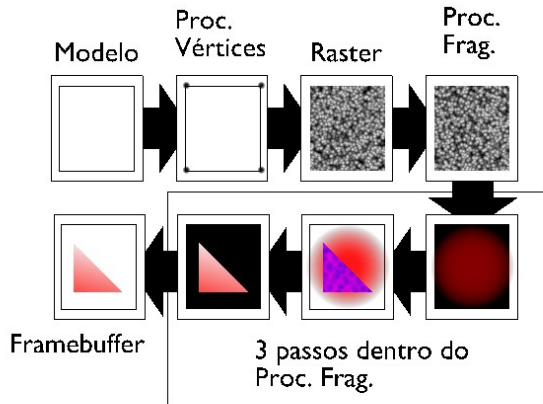 Modelo
Proc.
Vértices
Raster
Proc.
Frag.
Framebuffer
3 passos dentro do
Proc. Frag.